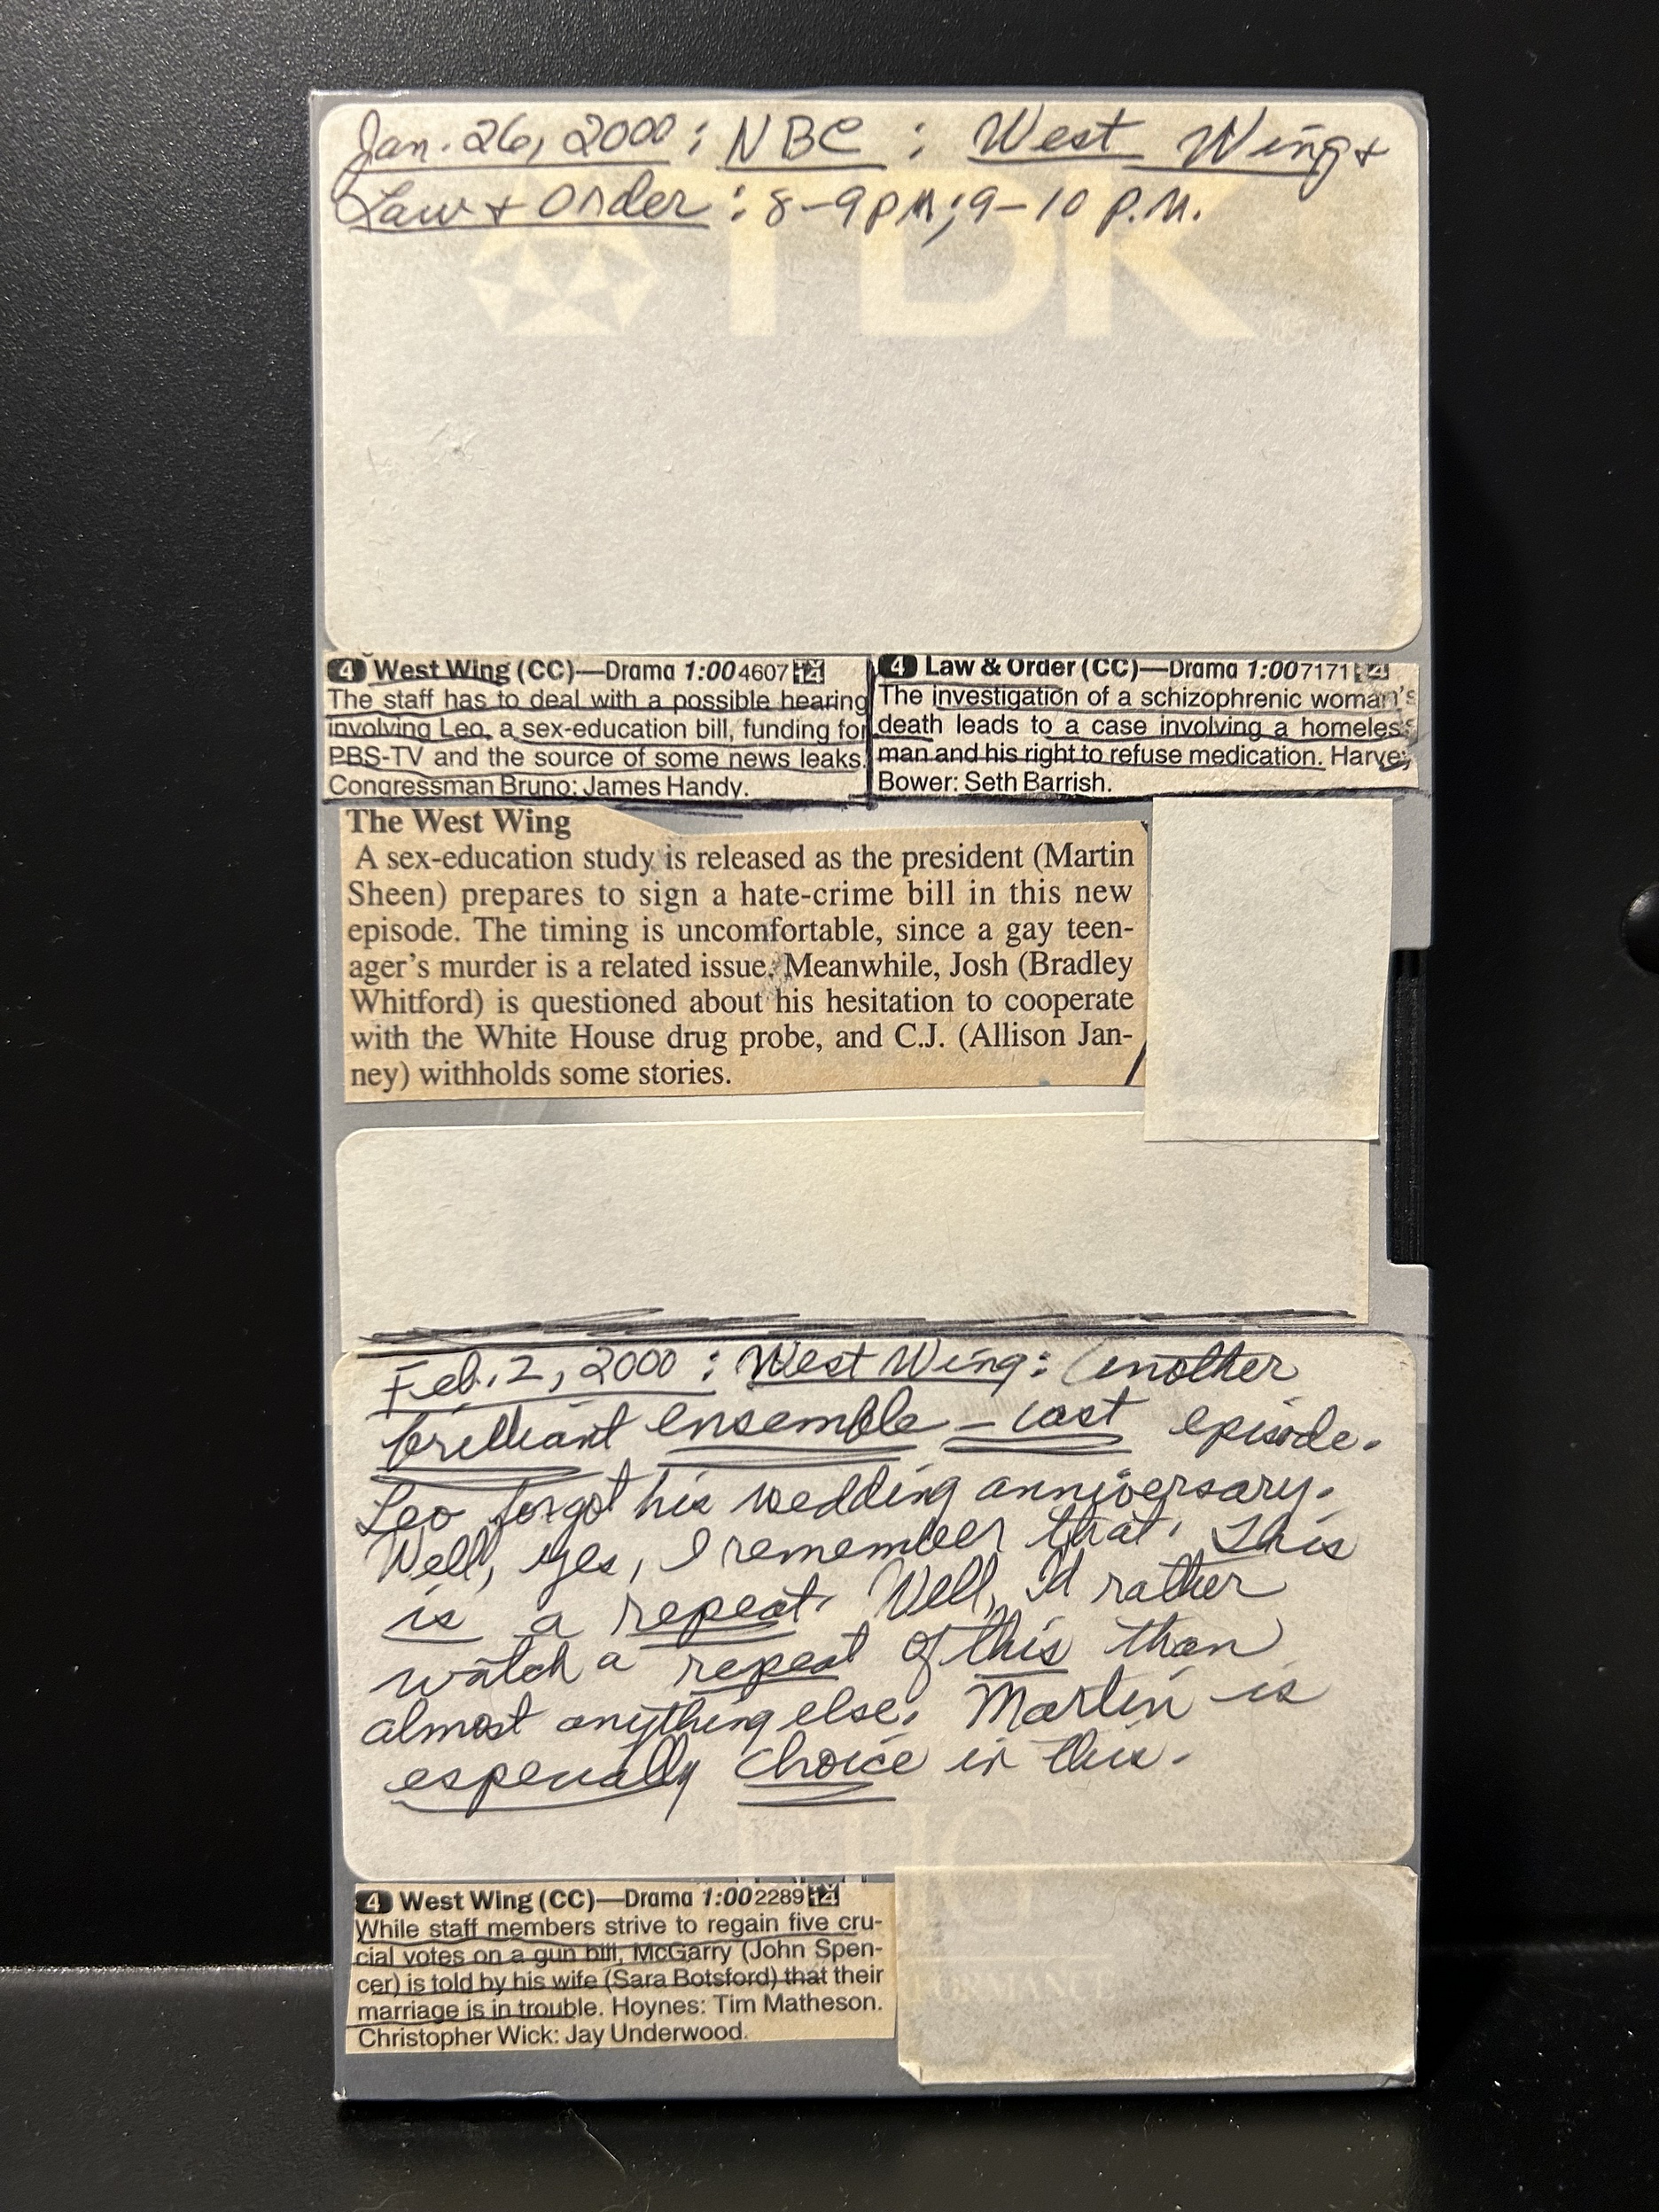 Jan. 26, 2000 : NBC : West Wing +
Law + Order : 8-9 PM; 9-10 P.M.
TDK
4 West Wing (CC)—Drama 1:00 4607 14
The staff has to deal with a possible hearing
involving Leo, a sex-education bill, funding for
PBS-TV and the source of some news leaks.
Congressman Bruno: James Handy.
4 Law & Order (CC)—Drama 1:00 7171 14
The investigation of a schizophrenic woman's
death leads to a case involving a homeless
man and his right to refuse medication. Harvey
Bower: Seth Barrish.
The West Wing
A sex-education study is released as the president (Martin
Sheen) prepares to sign a hate-crime bill in this new
episode. The timing is uncomfortable, since a gay teen-
ager's murder is a related issue. Meanwhile, Josh (Bradley
Whitford) is questioned about his hesitation to cooperate
with the White House drug probe, and C.J. (Allison Jan-
ney) withholds some stories.
Feb. 2, 2000 : West Wing: Another
brilliant ensemble-cast episode.
Leo forgot his wedding anniversary.
Well, yes, I remember that. This
is a repeat. Well, I'd rather
watch a repeat of this than
almost anything else. Martin is
especially choice in this.
4 West Wing (CC)—Drama 1:00 2289 14
While staff members strive to regain five cru-
cial votes on a gun bill, McGarry (John Spen-
cer) is told by his wife (Sara Botsford) that their
marriage is in trouble. Hoynes: Tim Matheson.
Christopher Wick: Jay Underwood.